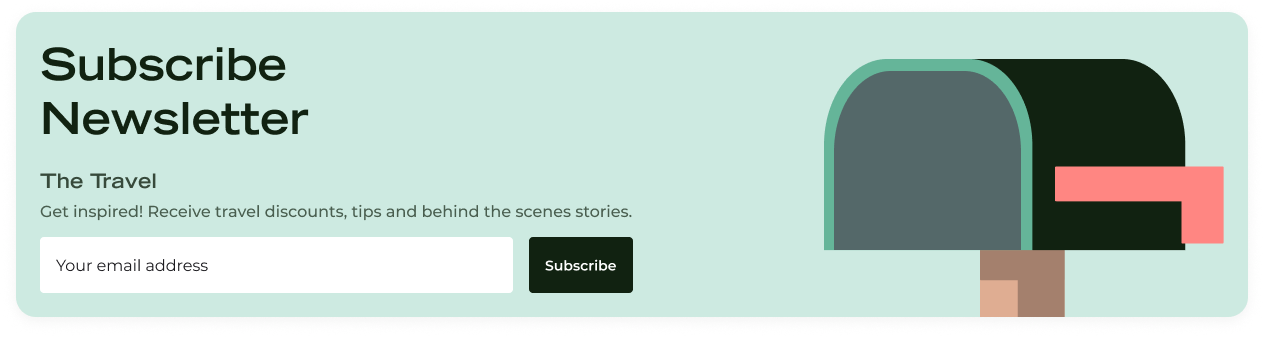 Subscribe
Newsletter
The Travel
Get inspired! Receive travel discounts, tips and behind the scenes stories.
Your email address
Subscribe